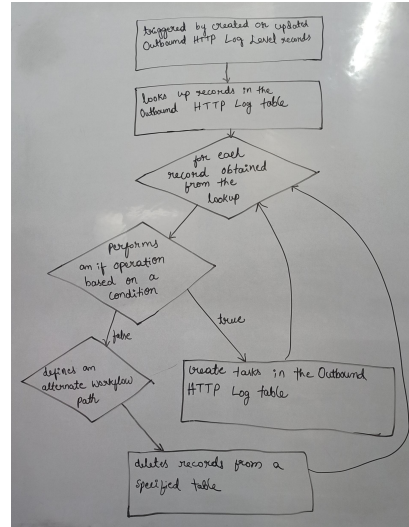 triggered by created or updated
Outbound HTTP Log Level records
looks up records in the
Outbound HTTP Log table
for each
record obtained
from the
lookup
Performs
an if operation
based on a
condition
true
false
defines an
alternate workflow
path
create tasks in the Outbound
HTTP Log table
deletes records from a
specified table